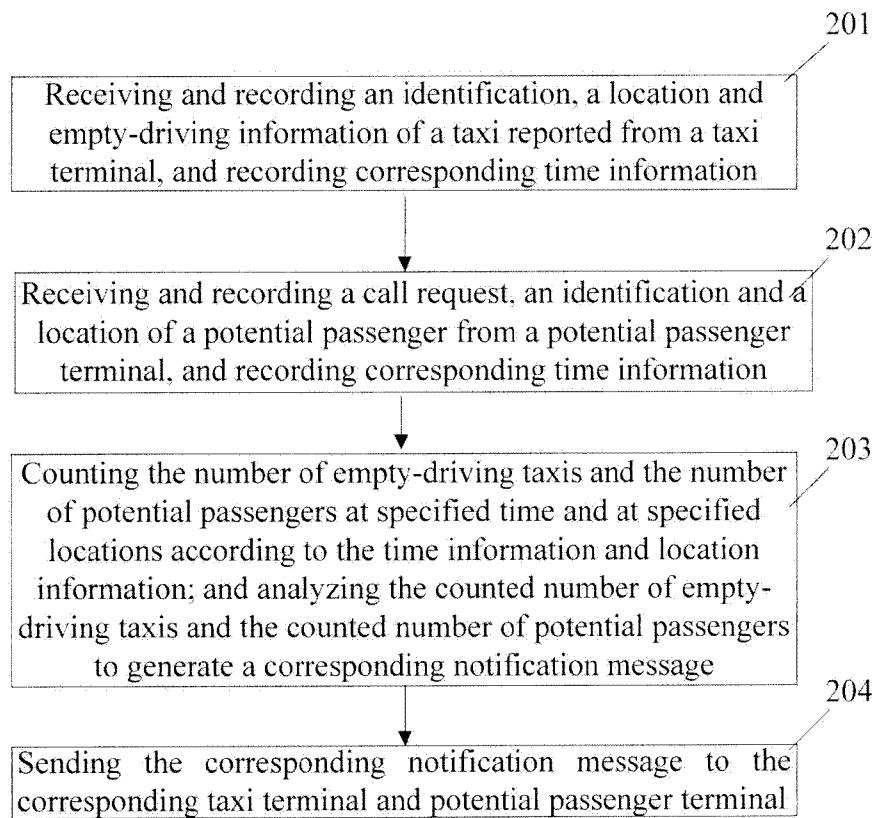 201
Receiving and recording an identification, a location and
empty-driving information of a taxi reported from a taxi
terminal, and recording corresponding time information
202
Receiving and recording a call request, an identification and a
location of a potential passenger from a potential passenger
terminal, and recording corresponding time information
203
Counting the number of empty-driving taxis and the number
of potential passengers at specified time and at specified
locations according to the time information and location
information; and analyzing the counted number of empty-
driving taxis and the counted number of potential passengers
to generate a corresponding notification message
204
Sending the corresponding notification message to the
corresponding taxi terminal and potential passenger terminal